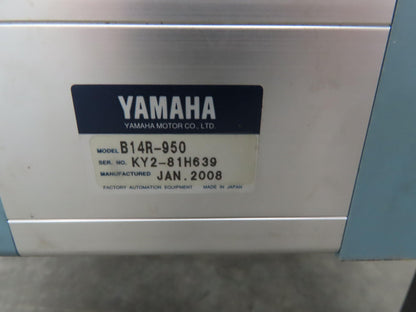 YAMAHA
YAMAHA MOTOR CO., LTD.
MODEL B14R-950
SER. NO. KY2-81H639
MANUFACTURED JAN. 2008
FACTORY AUTOMATION EQUIPMENT MADE IN JAPAN